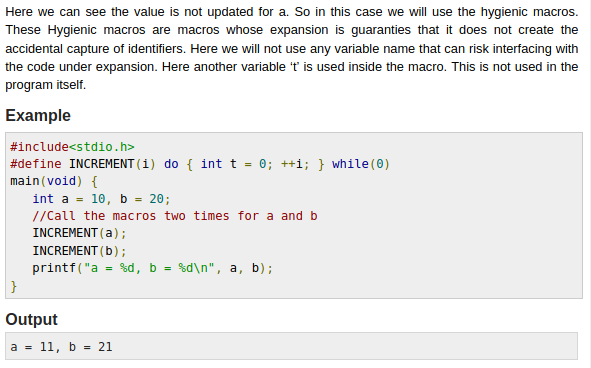 Here we can see the value is not updated for a. So in this case we will use the hygienic macros.
These Hygienic macros are macros whose expansion is guaranties that it does not create the
accidental capture of identifiers. Here we will not use any variable name that can risk interfacing with
the code under expansion. Here another variable ‘t’ is used inside the macro. This is not used in the
program itself.
Example
#include<stdio.h>
#define INCREMENT(i) do { int t = 0; ++i; } while(0)
main(void) {
   int a = 10, b = 20;
   //Call the macros two times for a and b
   INCREMENT(a);
   INCREMENT(b);
   printf("a = %d, b = %d\n", a, b);
}
Output
a = 11, b = 21